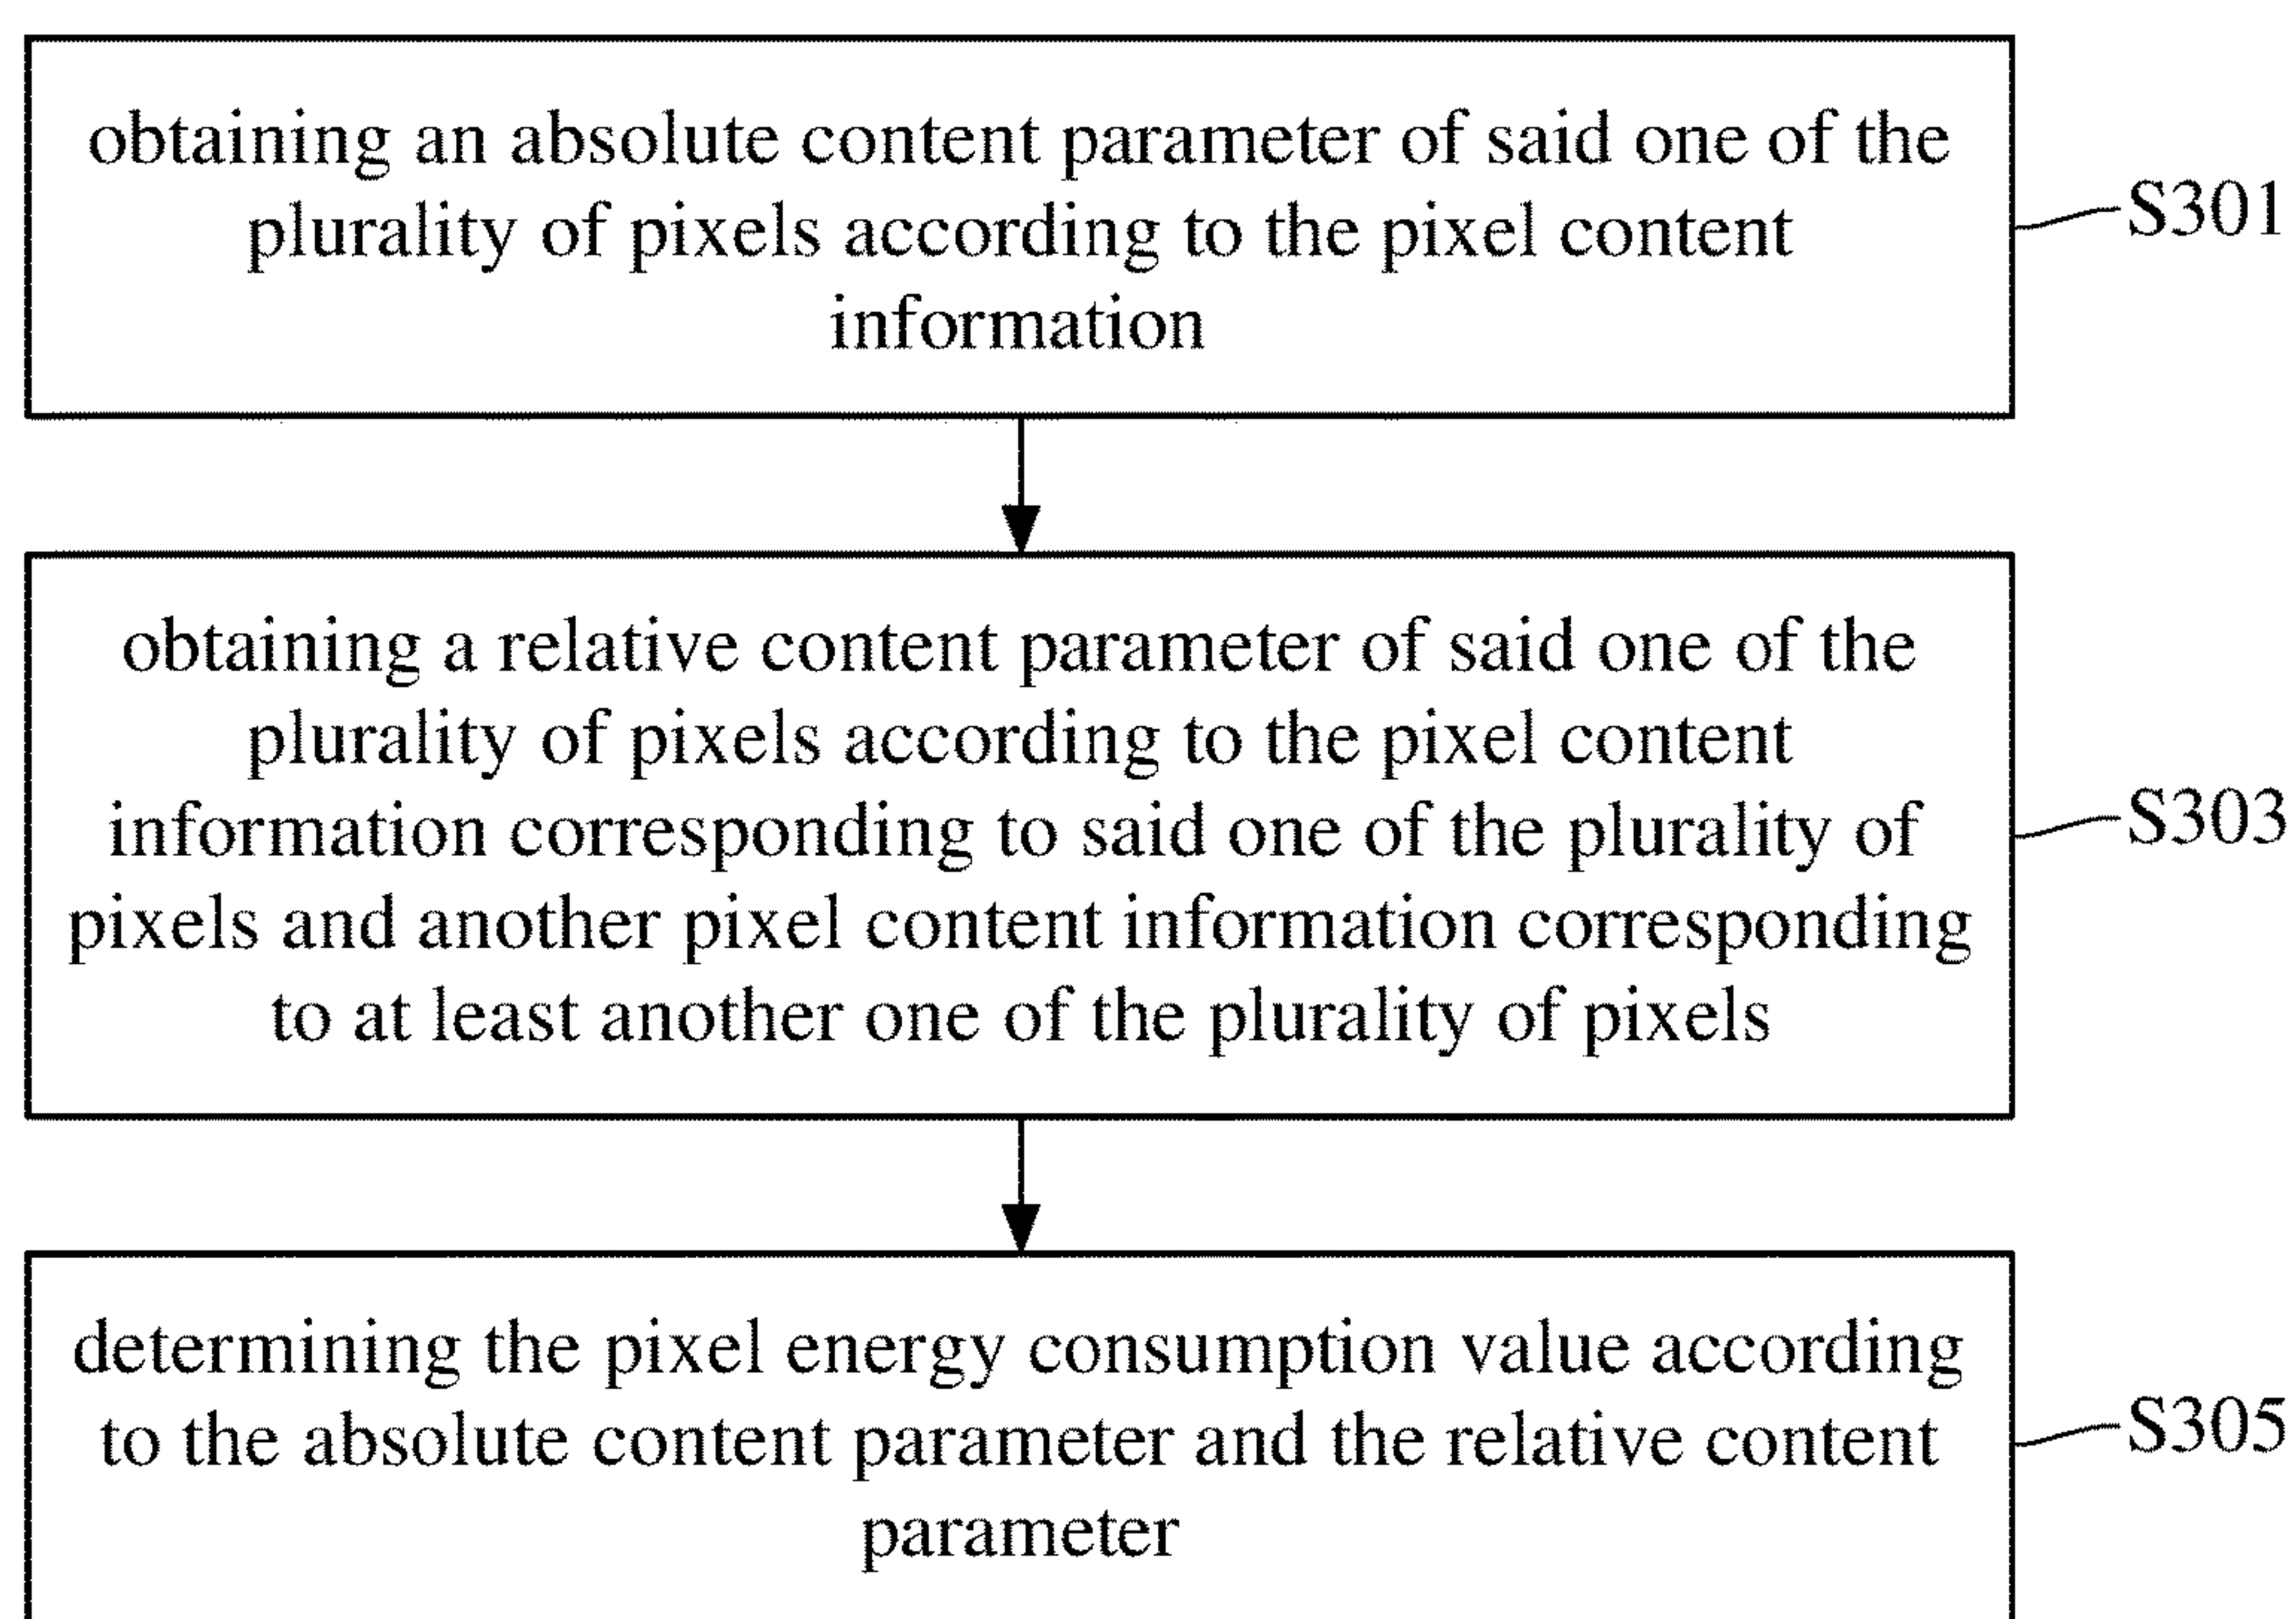 obtaining an absolute content parameter of said one of the
plurality of pixels according to the pixel content
information
S301
obtaining a relative content parameter of said one of the
plurality of pixels according to the pixel content
information corresponding to said one of the plurality of
pixels and another pixel content information corresponding
to at least another one of the plurality of pixels
S303
determining the pixel energy consumption value according
to the absolute content parameter and the relative content
parameter
S305